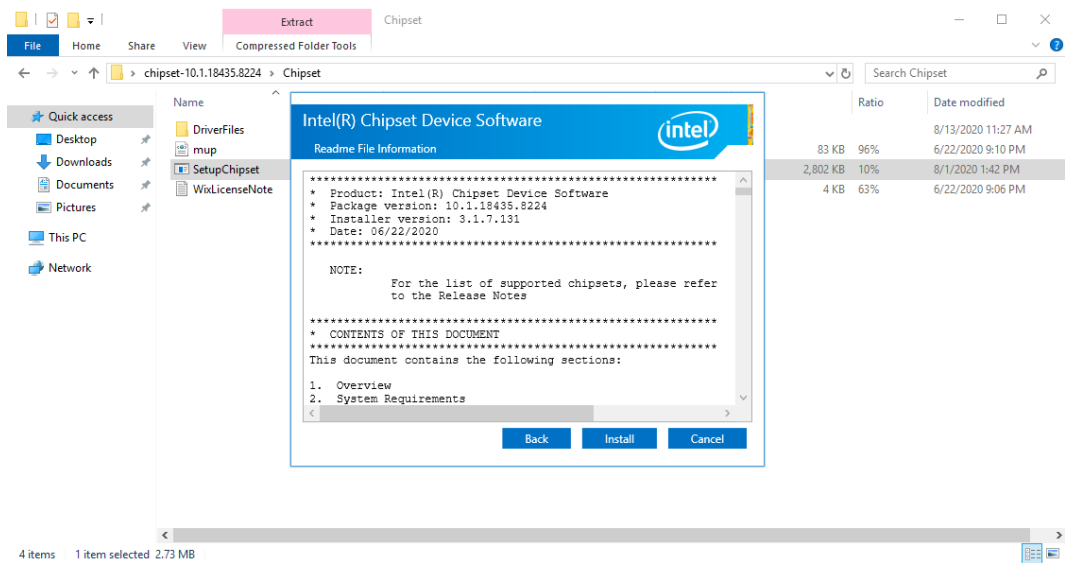 Extract
Chipset
File
Home
Share
View
Compressed Folder Tools
chipset-10.1.18435.8224 > Chipset
Search Chipset
Quick access
Desktop
Downloads
Documents
Pictures
This PC
Network
Name
Ratio
Date modified
DriverFiles
8/13/2020 11:27 AM
mup
83 KB
96%
6/22/2020 9:10 PM
SetupChipset
2,802 KB
10%
8/1/2020 1:42 PM
WixLicenseNote
4 KB
63%
6/22/2020 9:06 PM
Intel(R) Chipset Device Software
intel
Readme File Information
************************************************************
* Product: Intel(R) Chipset Device Software
* Package version: 10.1.18435.8224
* Installer version: 3.1.7.131
* Date: 06/22/2020
************************************************************
NOTE:
For the list of supported chipsets, please refer
to the Release Notes
************************************************************
* CONTENTS OF THIS DOCUMENT
************************************************************
This document contains the following sections:
1. Overview
2. System Requirements
Back
Install
Cancel
4 items
1 item selected 2.73 MB